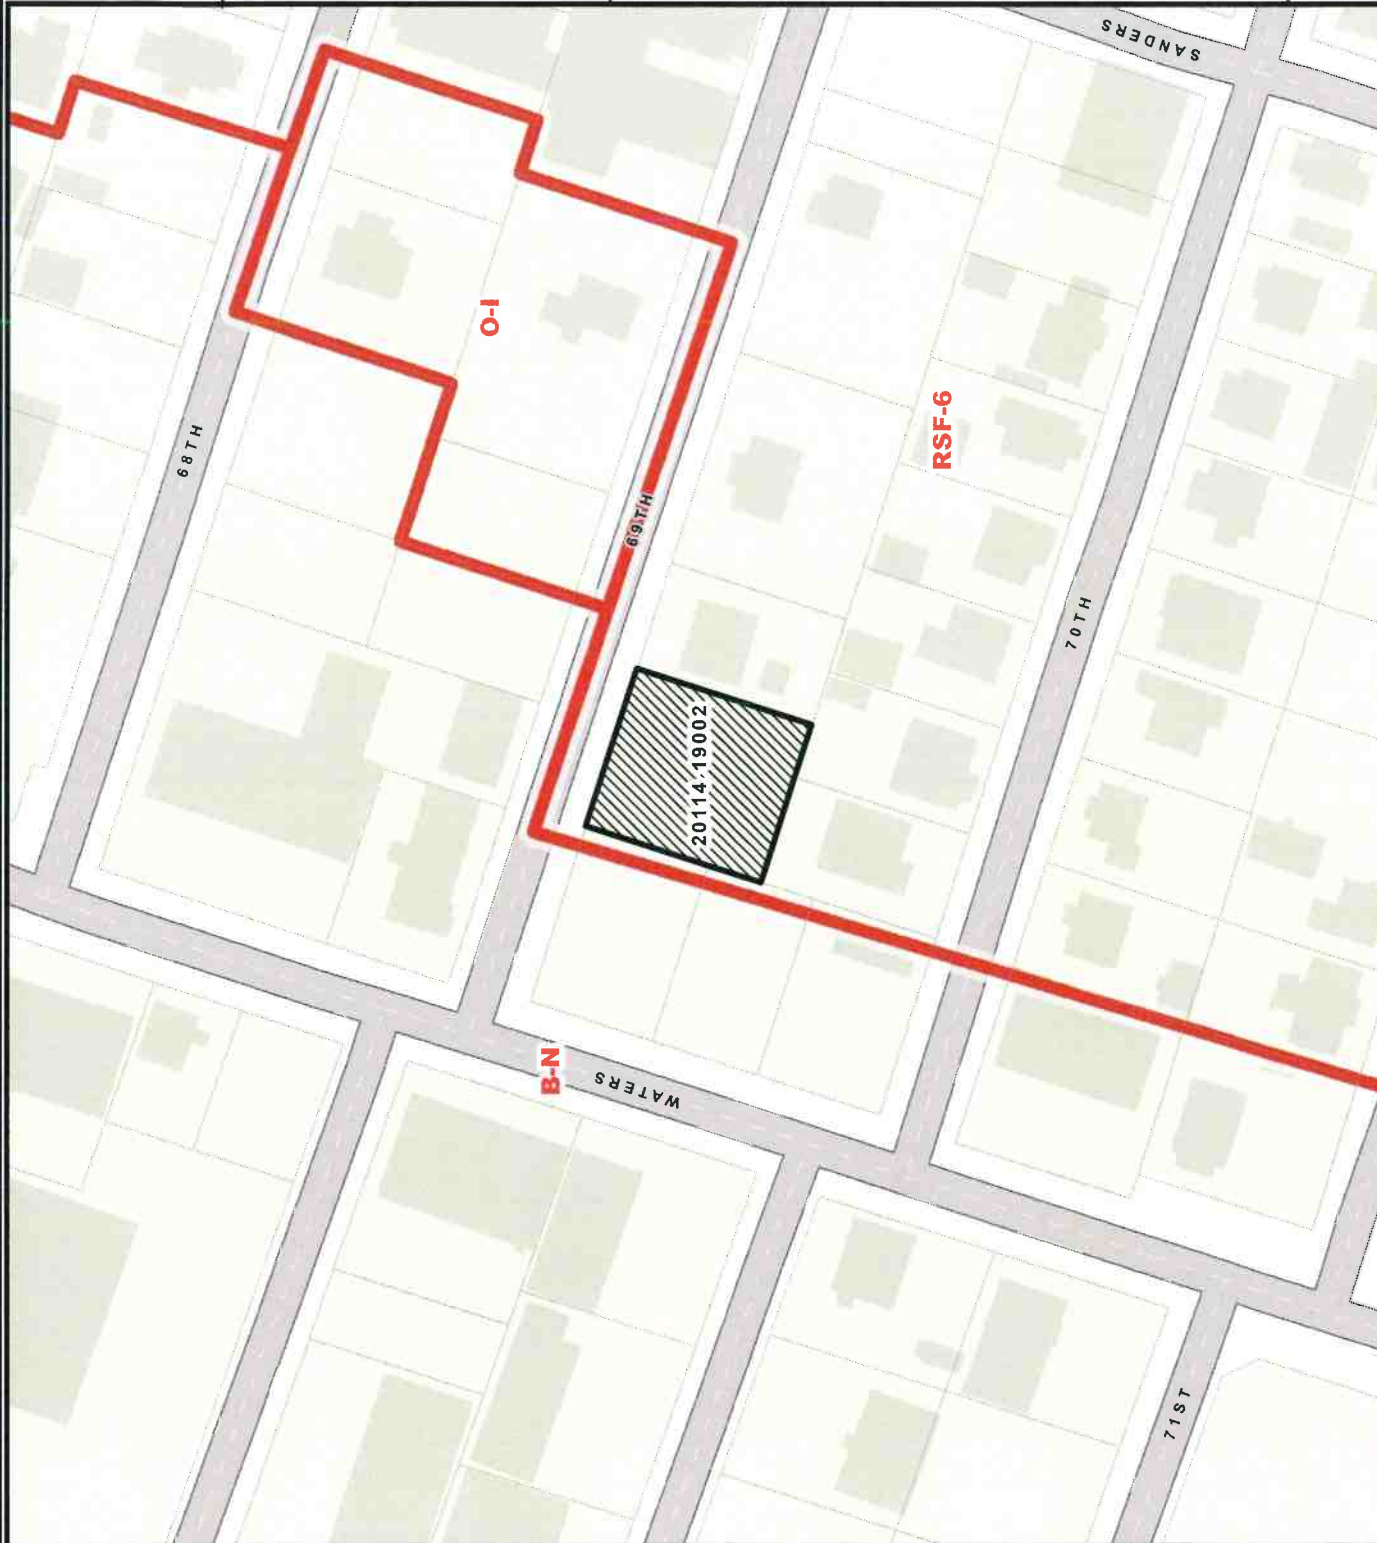 SANDERS
68TH
O-I
RSF-6
69TH
70TH
20114 19002
B-N
WATERS
71ST